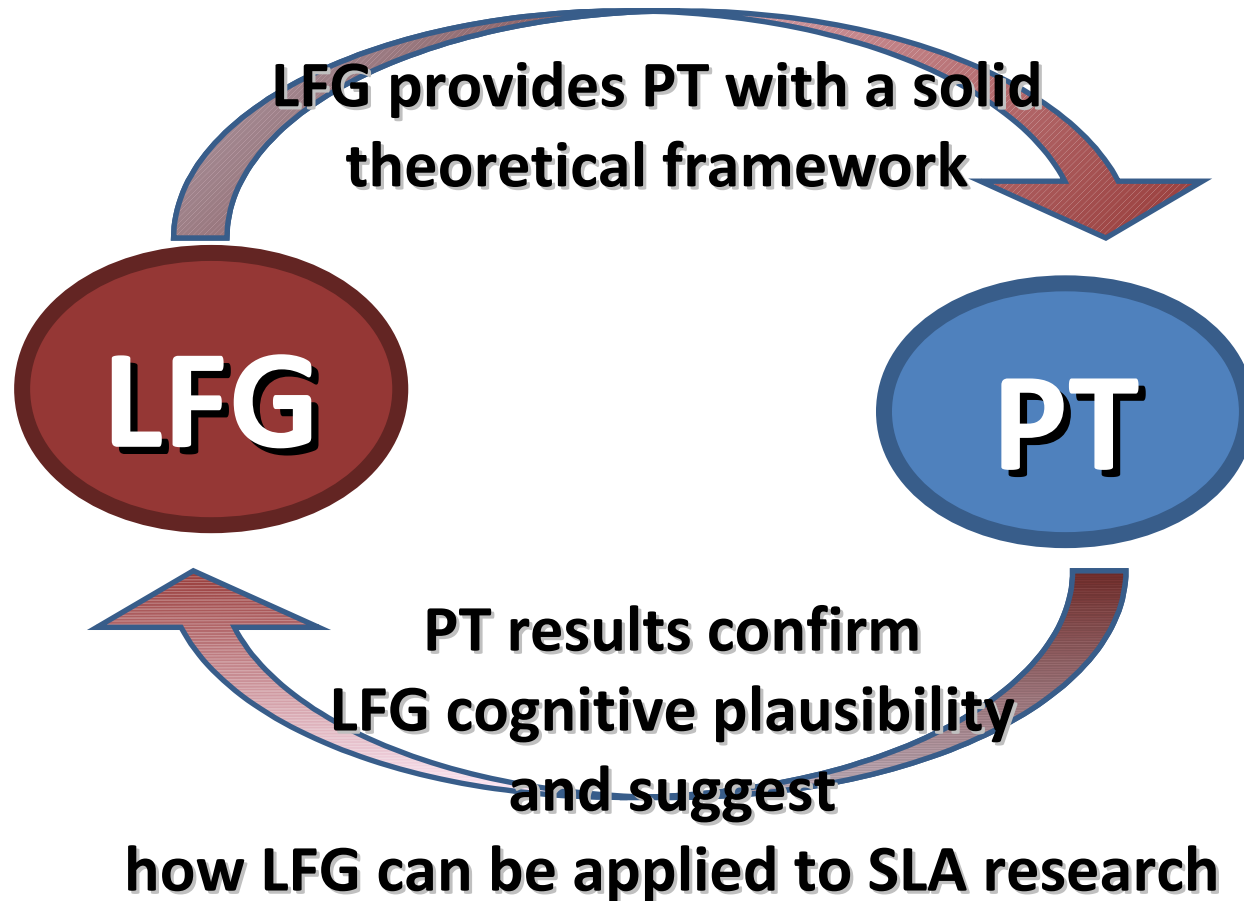 LFG provides PT with a solid
theoretical framework
LFG
PT
PT results confirm
LFG cognitive plausibility
and suggest
how LFG can be applied to SLA research